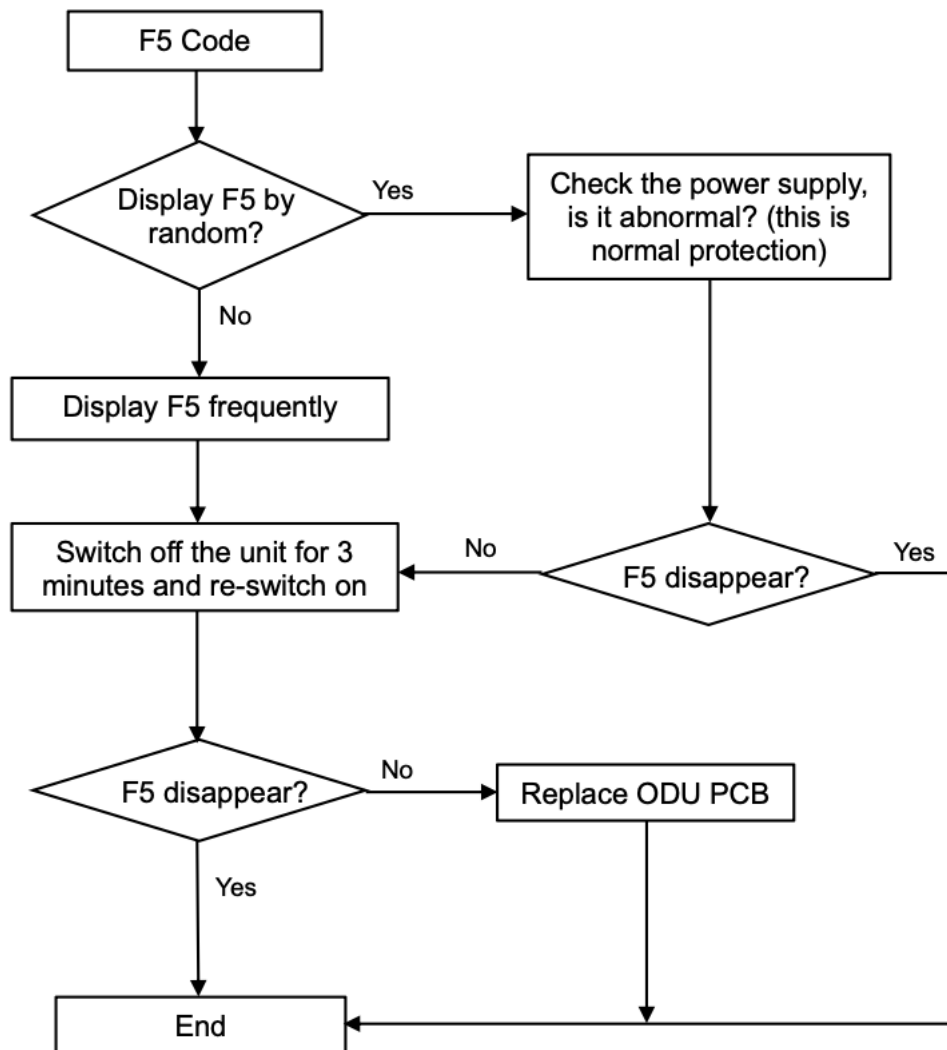 F5 Code
Display F5 by
random?
Yes
Check the power supply,
is it abnormal? (this is
normal protection)
No
Display F5 frequently
Switch off the unit for 3
minutes and re-switch on
No
F5 disappear?
Yes
F5 disappear?
No
Replace ODU PCB
Yes
End